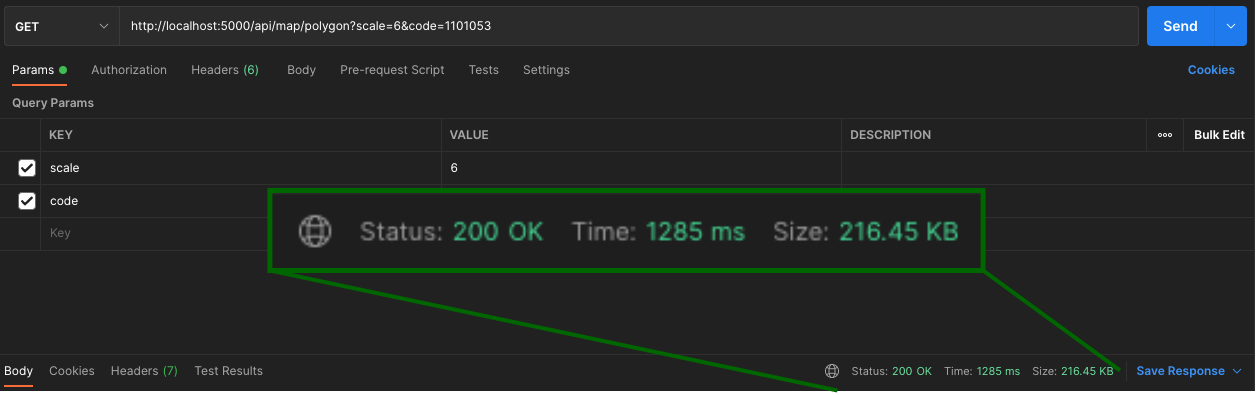 GET http://localhost:5000/api/map/polygon?scale=6&code=1101053 Send
Params Authorization Headers (6) Body Pre-request Script Tests Settings Cookies
Query Params
KEY VALUE DESCRIPTION ooo Bulk Edit
scale 6
code
Key
Status: 200 OK Time: 1285 ms Size: 216.45 KB
Body Cookies Headers (7) Test Results Status: 200 OK Time: 1285 ms Size: 216.45 KB Save Response